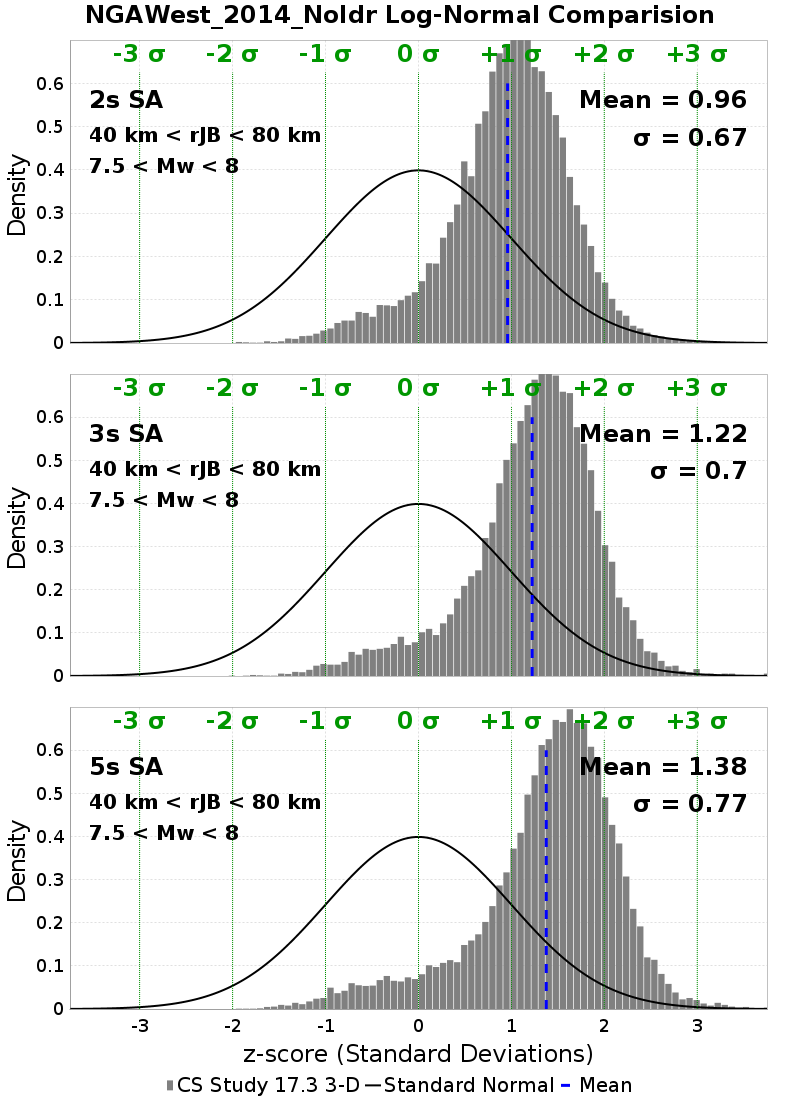 NGAWest_2014_NoIdr Log-Normal Comparision
-3 σ -2 σ -1 σ 0 σ +1 σ +2 σ +3 σ
0.6
2s SA
Mean = 0.96
0.5
40 km < rJB < 80 km
σ = 0.67
0.4
7.5 < Mw < 8
0.3
0.2
0.1
0
Density
-3 σ -2 σ -1 σ 0 σ +1 σ +2 σ +3 σ
0.6
3s SA
Mean = 1.22
0.5
40 km < rJB < 80 km
σ = 0.7
0.4
7.5 < Mw < 8
0.3
0.2
0.1
0
Density
-3 σ -2 σ -1 σ 0 σ +1 σ +2 σ +3 σ
0.6
5s SA
Mean = 1.38
0.5
40 km < rJB < 80 km
σ = 0.77
0.4
7.5 < Mw < 8
0.3
0.2
0.1
0
Density
-3 -2 -1 0 1 2 3
z-score (Standard Deviations)
CS Study 17.3 3-D Standard Normal Mean